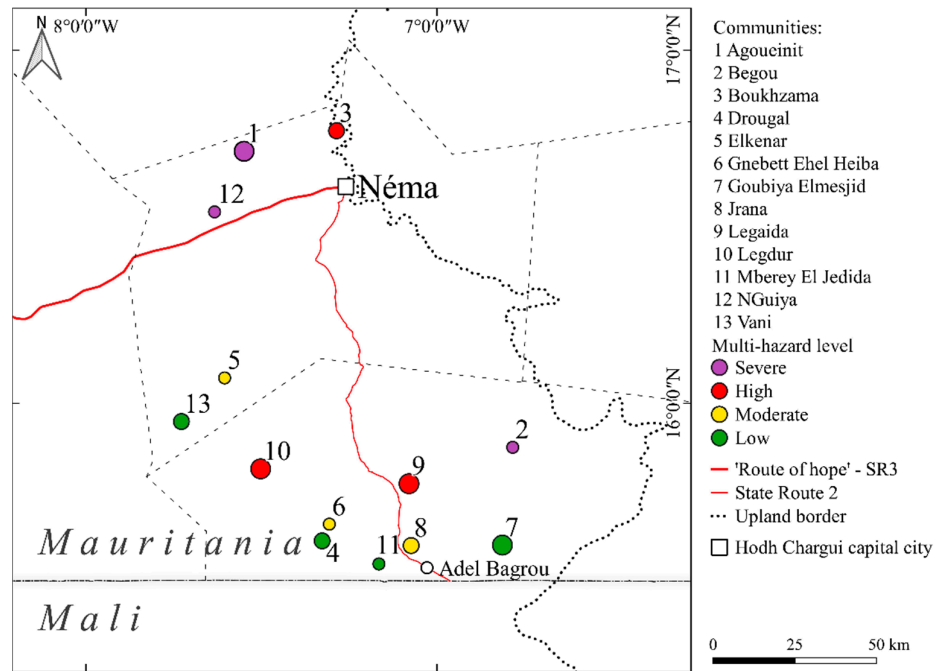 N
8°0'0"W
7°0'0"W
17°0'0"N
16°0'0"N
3
1
12
Néma
5
13
2
10
9
6
4
11
8
7
Adel Bagrou
Mauritania
Mali
Communities:
1 Agoueinit
2 Begou
3 Boukhzama
4 Drougal
5 Elkenar
6 Gnebett Ehel Heiba
7 Goubiya Elmesjid
8 Jrana
9 Legaida
10 Legdur
11 Mberey El Jedida
12 NGuiya
13 Vani
Multi-hazard level
Severe
High
Moderate
Low
'Route of hope' - SR3
State Route 2
Upland border
Hodh Chargui capital city
0 25 50 km